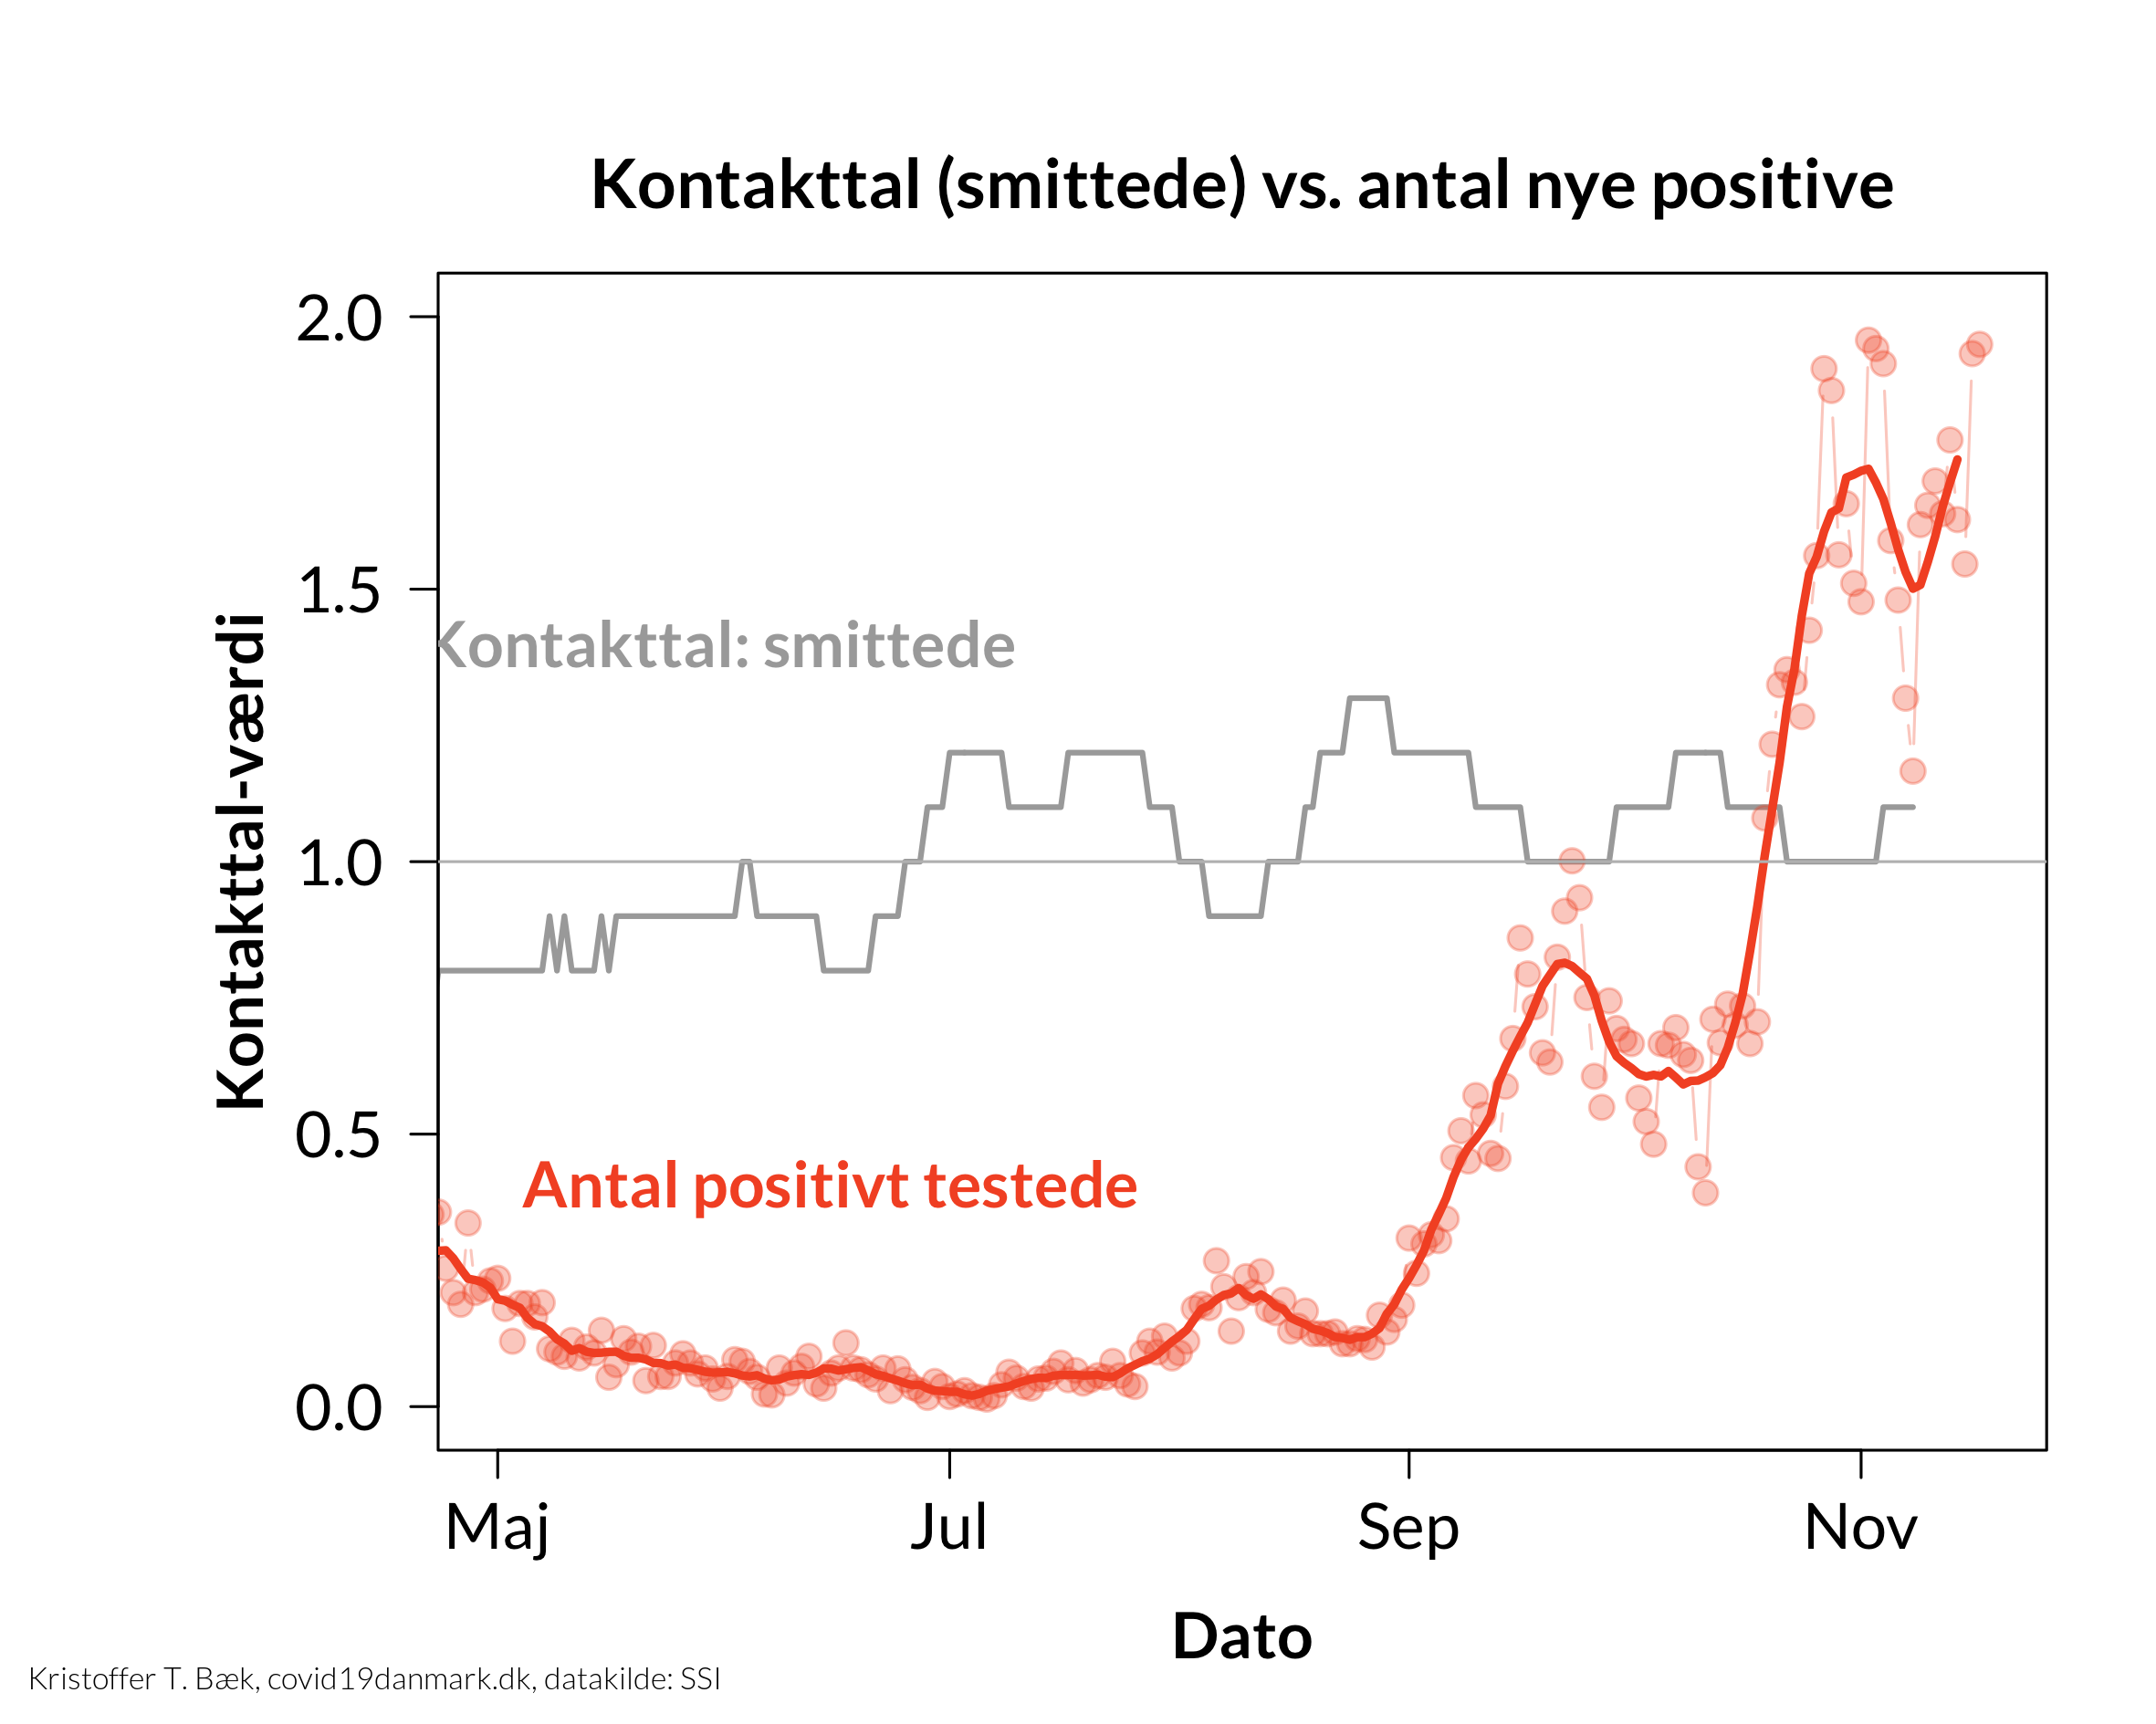 Kontakttal (smittede) vs. antal nye positive
Kontakttal-værdi
2.0
1.5
1.0
0.5
0.0
Kontakttal: smittede
Antal positivt testede
Maj
Jul
Sep
Nov
Dato
Kristoffer T. Bæk, covid19danmark.dk, datakilde: SSI